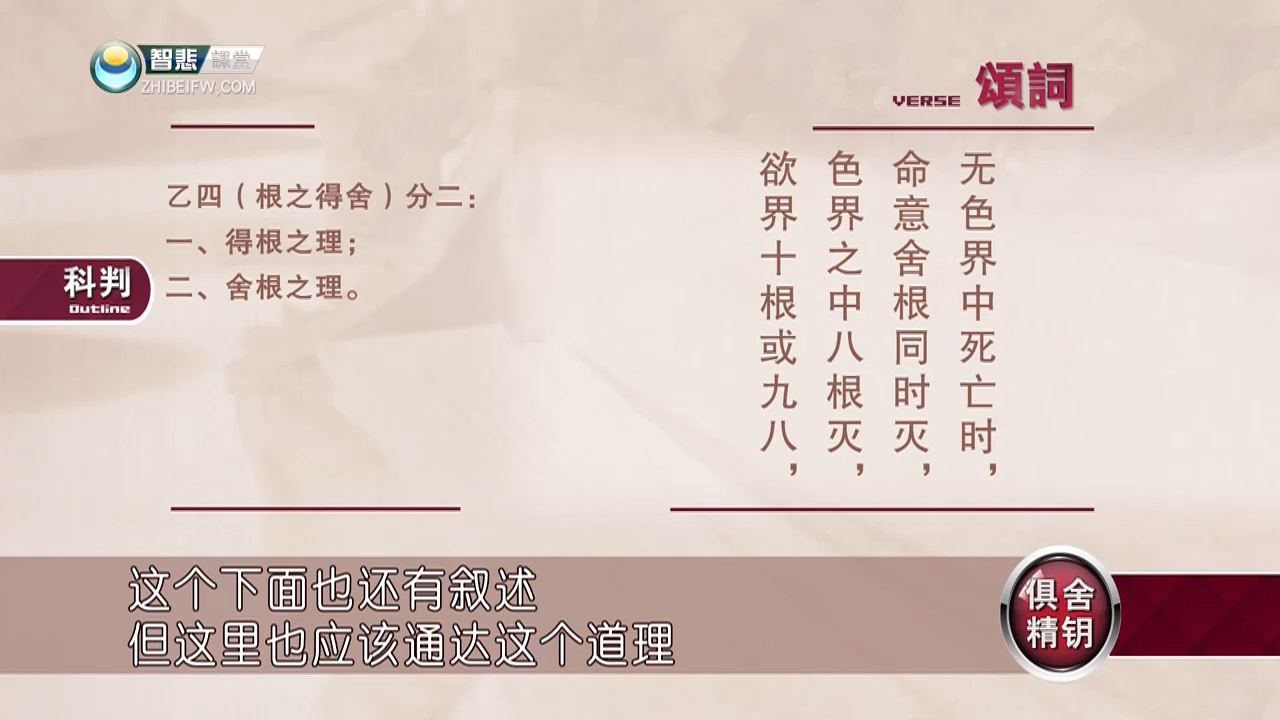 智悲課堂
ZHIBEIFW.COM
VERSE 頌詞
无色界中死亡时，
命意舍根同时灭，
色界之中八根灭，
欲界十根或九八，
乙四（根之得舍）分二：
一、得根之理；
二、舍根之理。
科判
Outline
这个下面也还有叙述
但这里也应该通达这个道理
俱舍
精钥